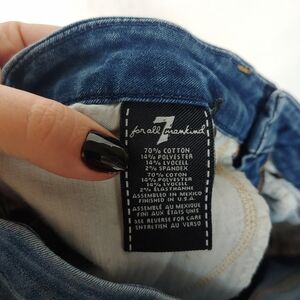 7
for all mankind
70% COTTON
14% POLYESTER
14% LYOCELL
2% SPANDEX
70% COTON
14% POLYESTER
14% LYOCELL
2% ELASTHANNE
ASSEMBLED IN MEXICO
FINISHED IN U.S.A.
ASSEMBLÉ AU MEXIQUE
FINI AUX ÉTATS UNIS
SEE REVERSE FOR CARE
ENTRETIEN AU VERSO